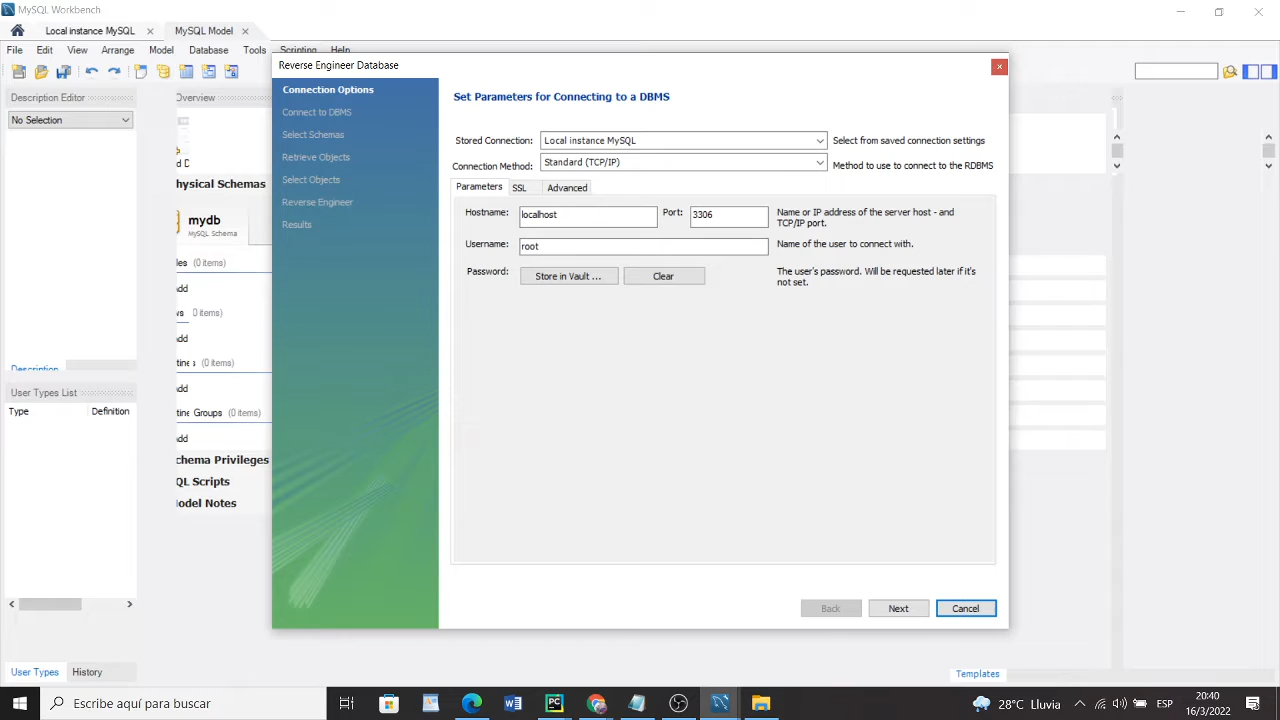 MySQL Workbench
Local instance MySQL
MySQL Model
File Edit View Arrange Model Database Tools Scripting Help
Reverse Engineer Database
Description Editor
Overview
No Selection
hysical Schemas
mydb
MySQL Schema
les (0 items)
dd
ws (0 items)
dd
tines (0 items)
dd
tine Groups (0 items)
dd
chema Privileges
QL Scripts
odel Notes
Description
User Types List
Type Definition
User Types History
Connection Options
Connect to DBMS
Select Schemas
Retrieve Objects
Select Objects
Reverse Engineer
Results
Set Parameters for Connecting to a DBMS
Stored Connection: Local instance MySQL Select from saved connection settings
Connection Method: Standard (TCP/IP) Method to use to connect to the RDBMS
Parameters SSL Advanced
Hostname: localhost Port: 3306 Name or IP address of the server host - and
TCP/IP port.
Username: root Name of the user to connect with.
Password: Store in Vault ... Clear The user's password. Will be requested later if it's
not set.
Back Next Cancel
Templates
Escribe aquí para buscar
28°C Lluvia
ESP
20:40
16/3/2022